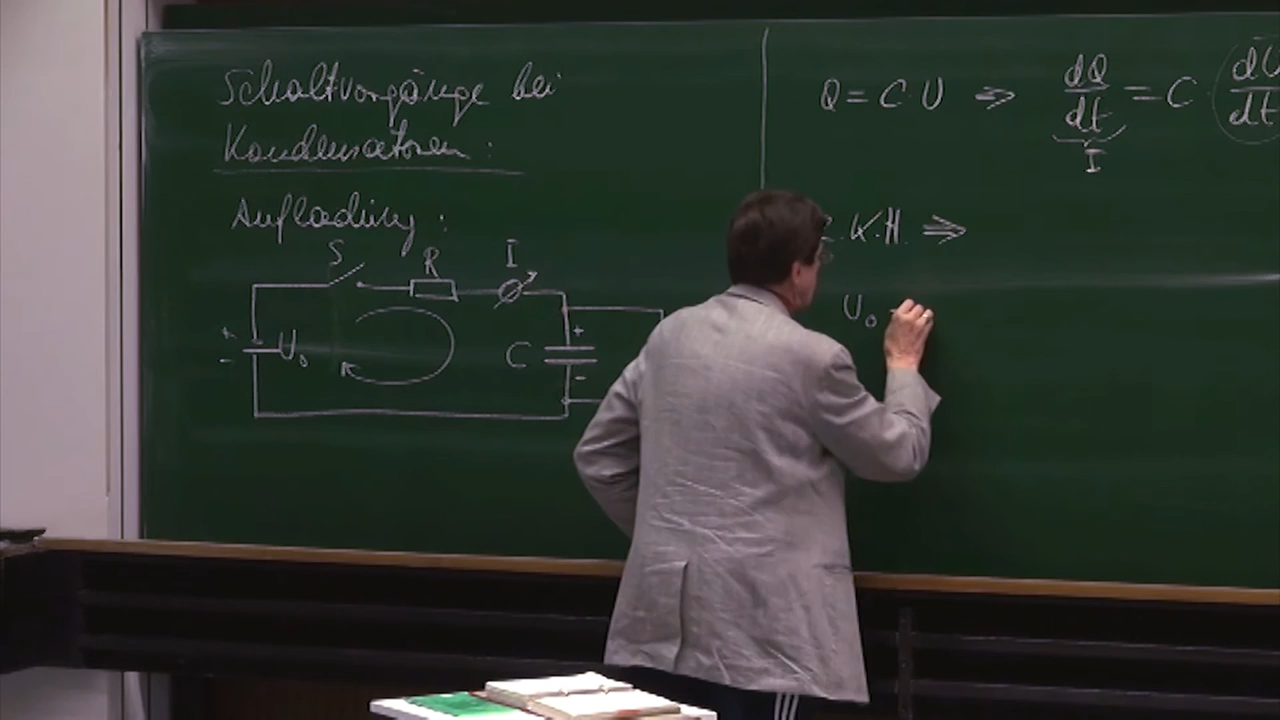 Schaltvorgänge bei
Kondensatoren:
Aufladung:
S
R
I
+
-
U₀
C
+
-
Q = C · U ⇒ dQ/dt = C · dU/dt
I
. K. H. ⇒
U₀ -